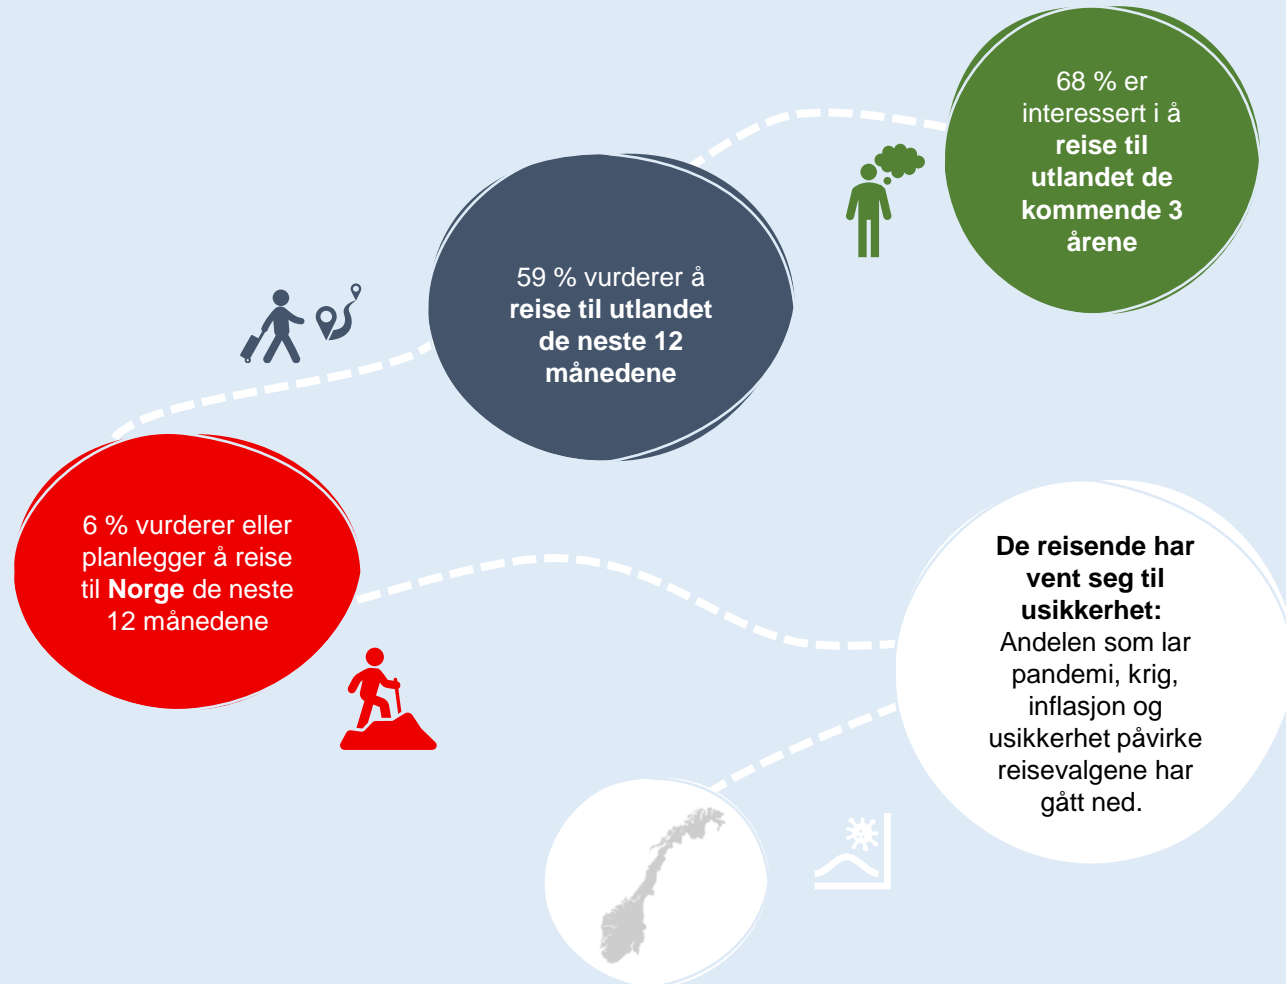 68 % er
interessert i å
reise til
utlandet de
kommende 3
årene
59 % vurderer å
reise til utlandet
de neste 12
månedene
6 % vurderer eller
planlegger å reise
til Norge de neste
12 månedene
De reisende har
vent seg til
usikkerhet:
Andelen som lar
pandemi, krig,
inflasjon og
usikkerhet påvirke
reisevalgene har
gått ned.